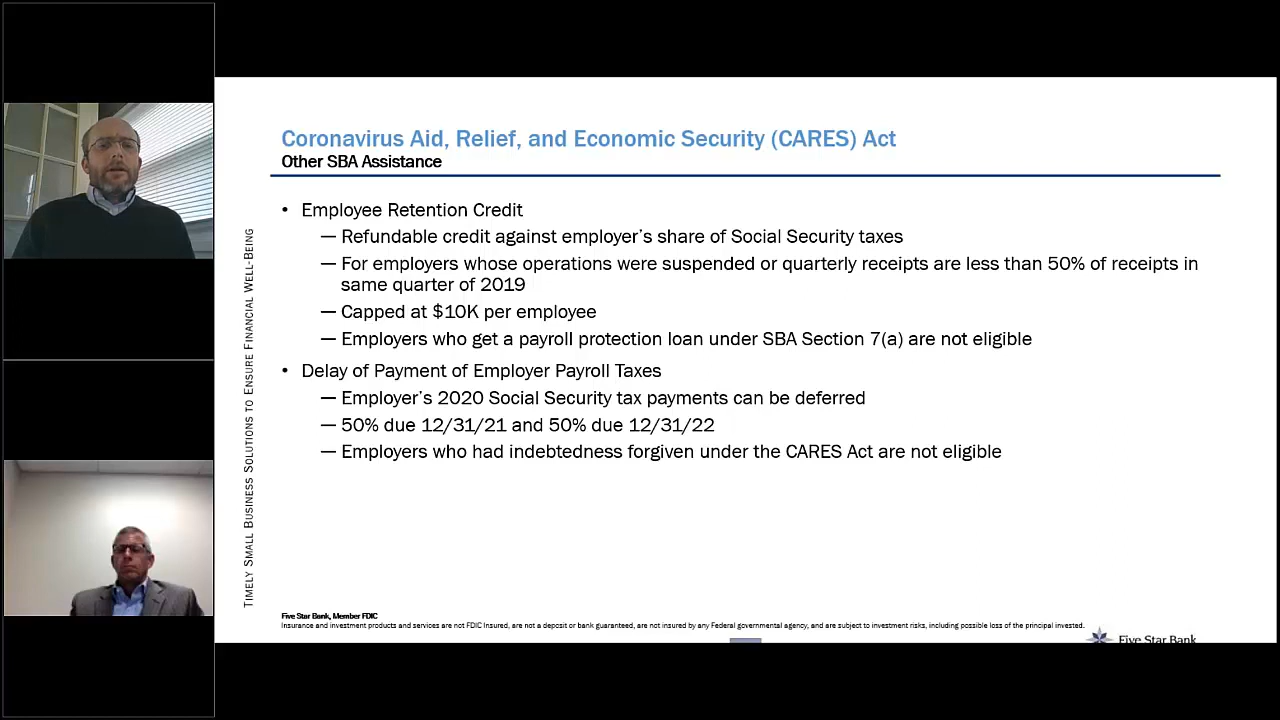 Coronavirus Aid, Relief, and Economic Security (CARES) Act
Other SBA Assistance
• Employee Retention Credit
— Refundable credit against employer's share of Social Security taxes
— For employers whose operations were suspended or quarterly receipts are less than 50% of receipts in
same quarter of 2019
— Capped at $10K per employee
— Employers who get a payroll protection loan under SBA Section 7(a) are not eligible
• Delay of Payment of Employer Payroll Taxes
— Employer's 2020 Social Security tax payments can be deferred
— 50% due 12/31/21 and 50% due 12/31/22
— Employers who had indebtedness forgiven under the CARES Act are not eligible
TIMELY SMALL BUSINESS SOLUTIONS TO ENSURE FINANCIAL WELL-BEING
Five Star Bank, Member FDIC
Insurance and investment products and services are not FDIC Insured, are not a deposit or bank guaranteed, are not insured by any Federal governmental agency, and are subject to investment risks, including possible loss of the principal invested.
Five Star Bank